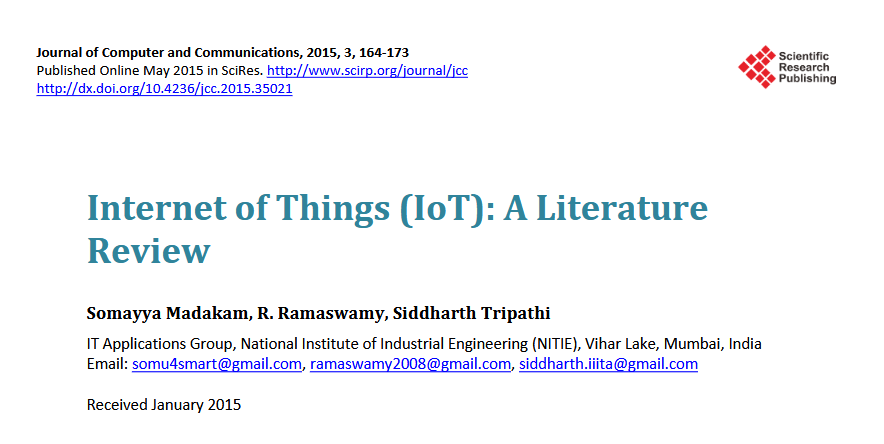 Journal of Computer and Communications, 2015, 3, 164-173
Published Online May 2015 in SciRes. http://www.scirp.org/journal/jcc
http://dx.doi.org/10.4236/jcc.2015.35021
Scientific
Research
Publishing
Internet of Things (IoT): A Literature
Review
Somayya Madakam, R. Ramaswamy, Siddharth Tripathi
IT Applications Group, National Institute of Industrial Engineering (NITIE), Vihar Lake, Mumbai, India
Email: somu4smart@gmail.com, ramaswamy2008@gmail.com, siddharth.iiita@gmail.com
Received January 2015